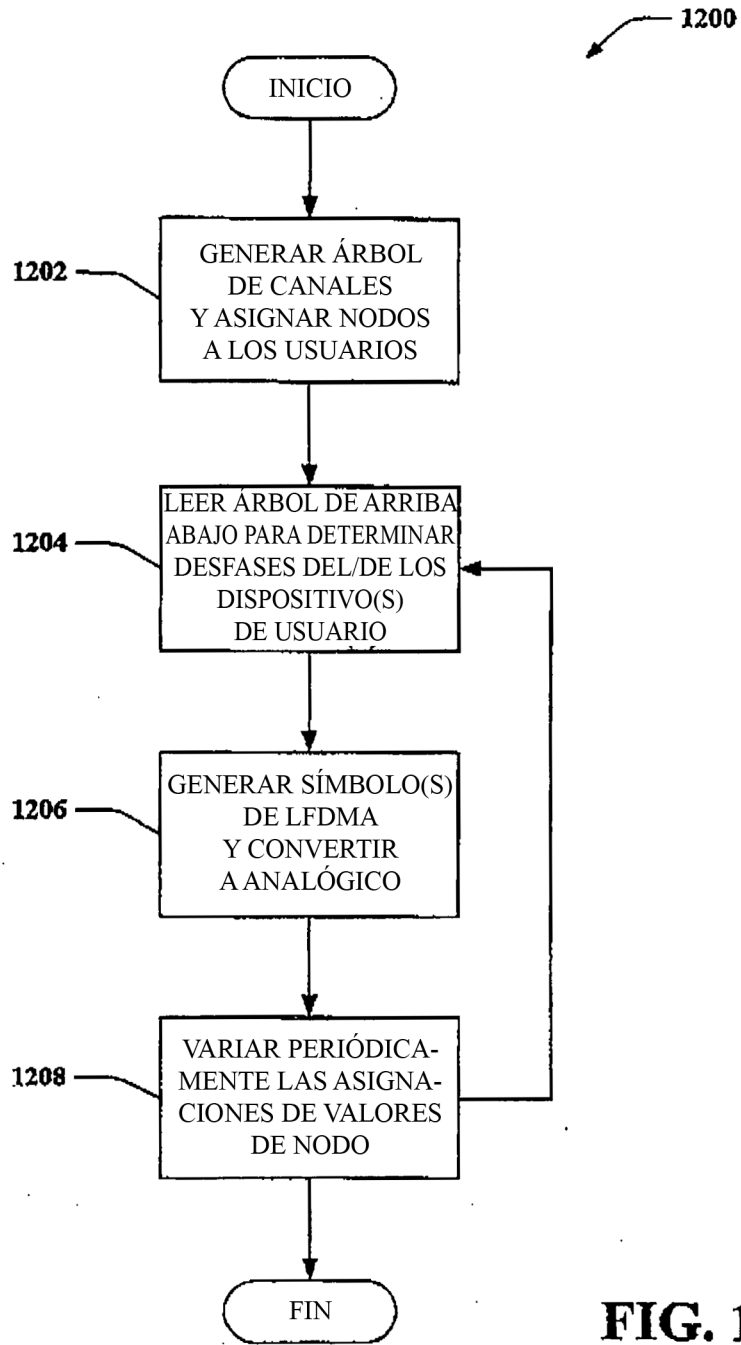 1200
INICIO
1202
GENERAR ÁRBOL
DE CANALES
Y ASIGNAR NODOS
A LOS USUARIOS
1204
LEER ÁRBOL DE ARRIBA
ABAJO PARA DETERMINAR
DESFASES DEL/DE LOS
DISPOSITIVO(S)
DE USUARIO
1206
GENERAR SÍMBOLO(S)
DE LFDMA
Y CONVERTIR
A ANALÓGICO
1208
VARIAR PERIÓDICA-
MENTE LAS ASIGNA-
CIONES DE VALORES
DE NODO
FIN
FIG. 1